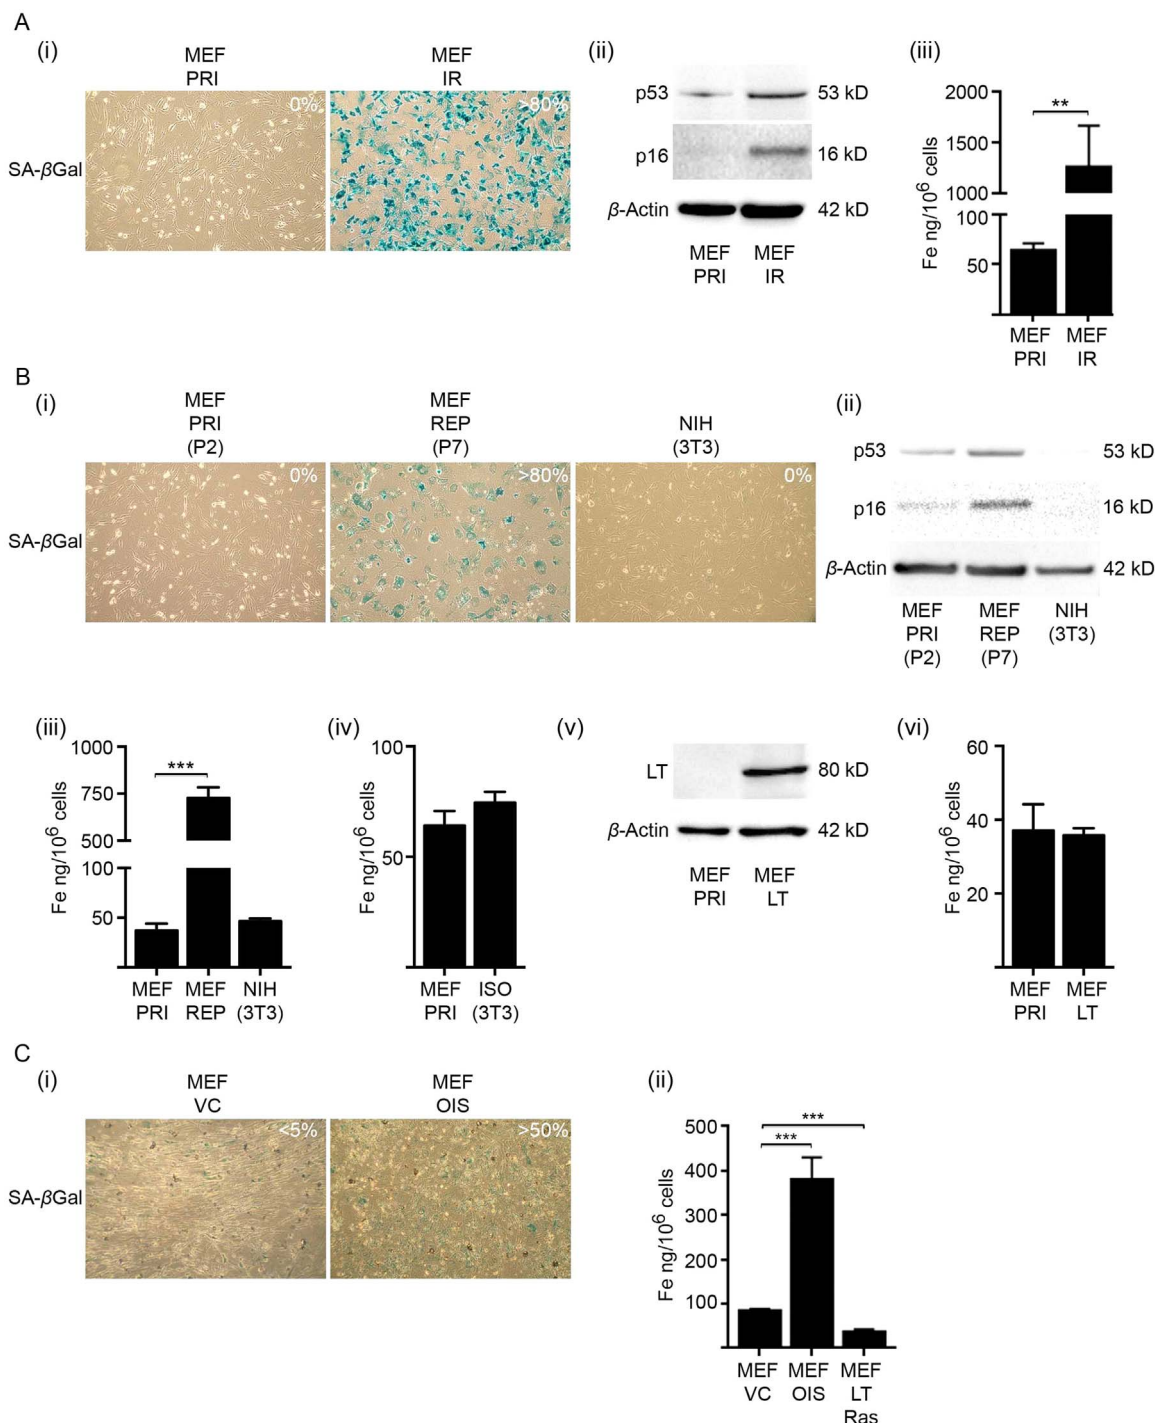 A
(i)
MEF
PRI
MEF
IR
SA-βGal
0%
>80%
(ii)
p53
53 kD
p16
16 kD
β-Actin
42 kD
MEF
PRI
MEF
IR
(iii)
Fe ng/10⁶ cells
2000
1500
1000
100
50
**
MEF
PRI
MEF
IR
B
(i)
MEF
PRI
(P2)
MEF
REP
(P7)
NIH
(3T3)
SA-βGal
0%
>80%
0%
(ii)
p53
53 kD
p16
16 kD
β-Actin
42 kD
MEF
PRI
(P2)
MEF
REP
(P7)
NIH
(3T3)
(iii)
Fe ng/10⁶ cells
1000
750
500
100
50
***
MEF
PRI
MEF
REP
NIH
(3T3)
(iv)
Fe ng/10⁶ cells
100
50
MEF
PRI
ISO
(3T3)
(v)
LT
80 kD
β-Actin
42 kD
MEF
PRI
MEF
LT
(vi)
Fe ng/10⁶ cells
60
40
20
MEF
PRI
MEF
LT
C
(i)
MEF
VC
MEF
OIS
SA-βGal
<5%
>50%
(ii)
Fe ng/10⁶ cells
500
400
300
200
100
***
***
MEF
VC
MEF
OIS
MEF
LT
Ras